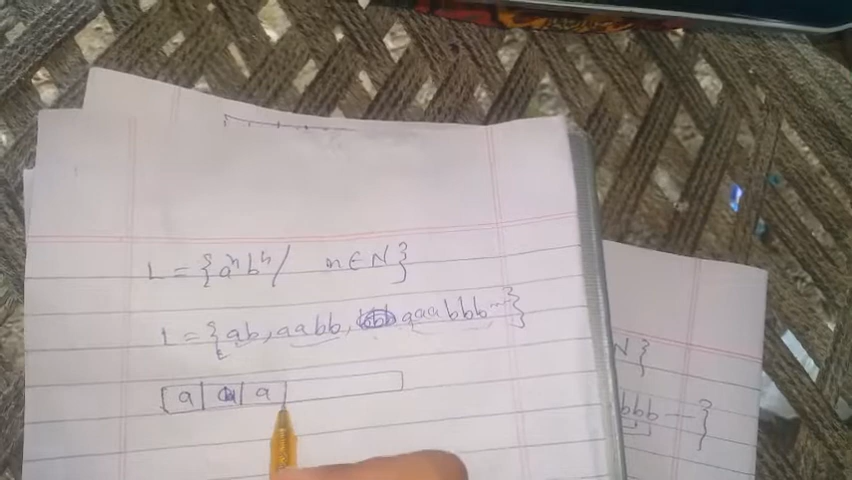 L = {aⁿbⁿ / n ∈ N}
L = {ab, aabb, aaabbb ---}
a | a | a |
N}
bbb ---}